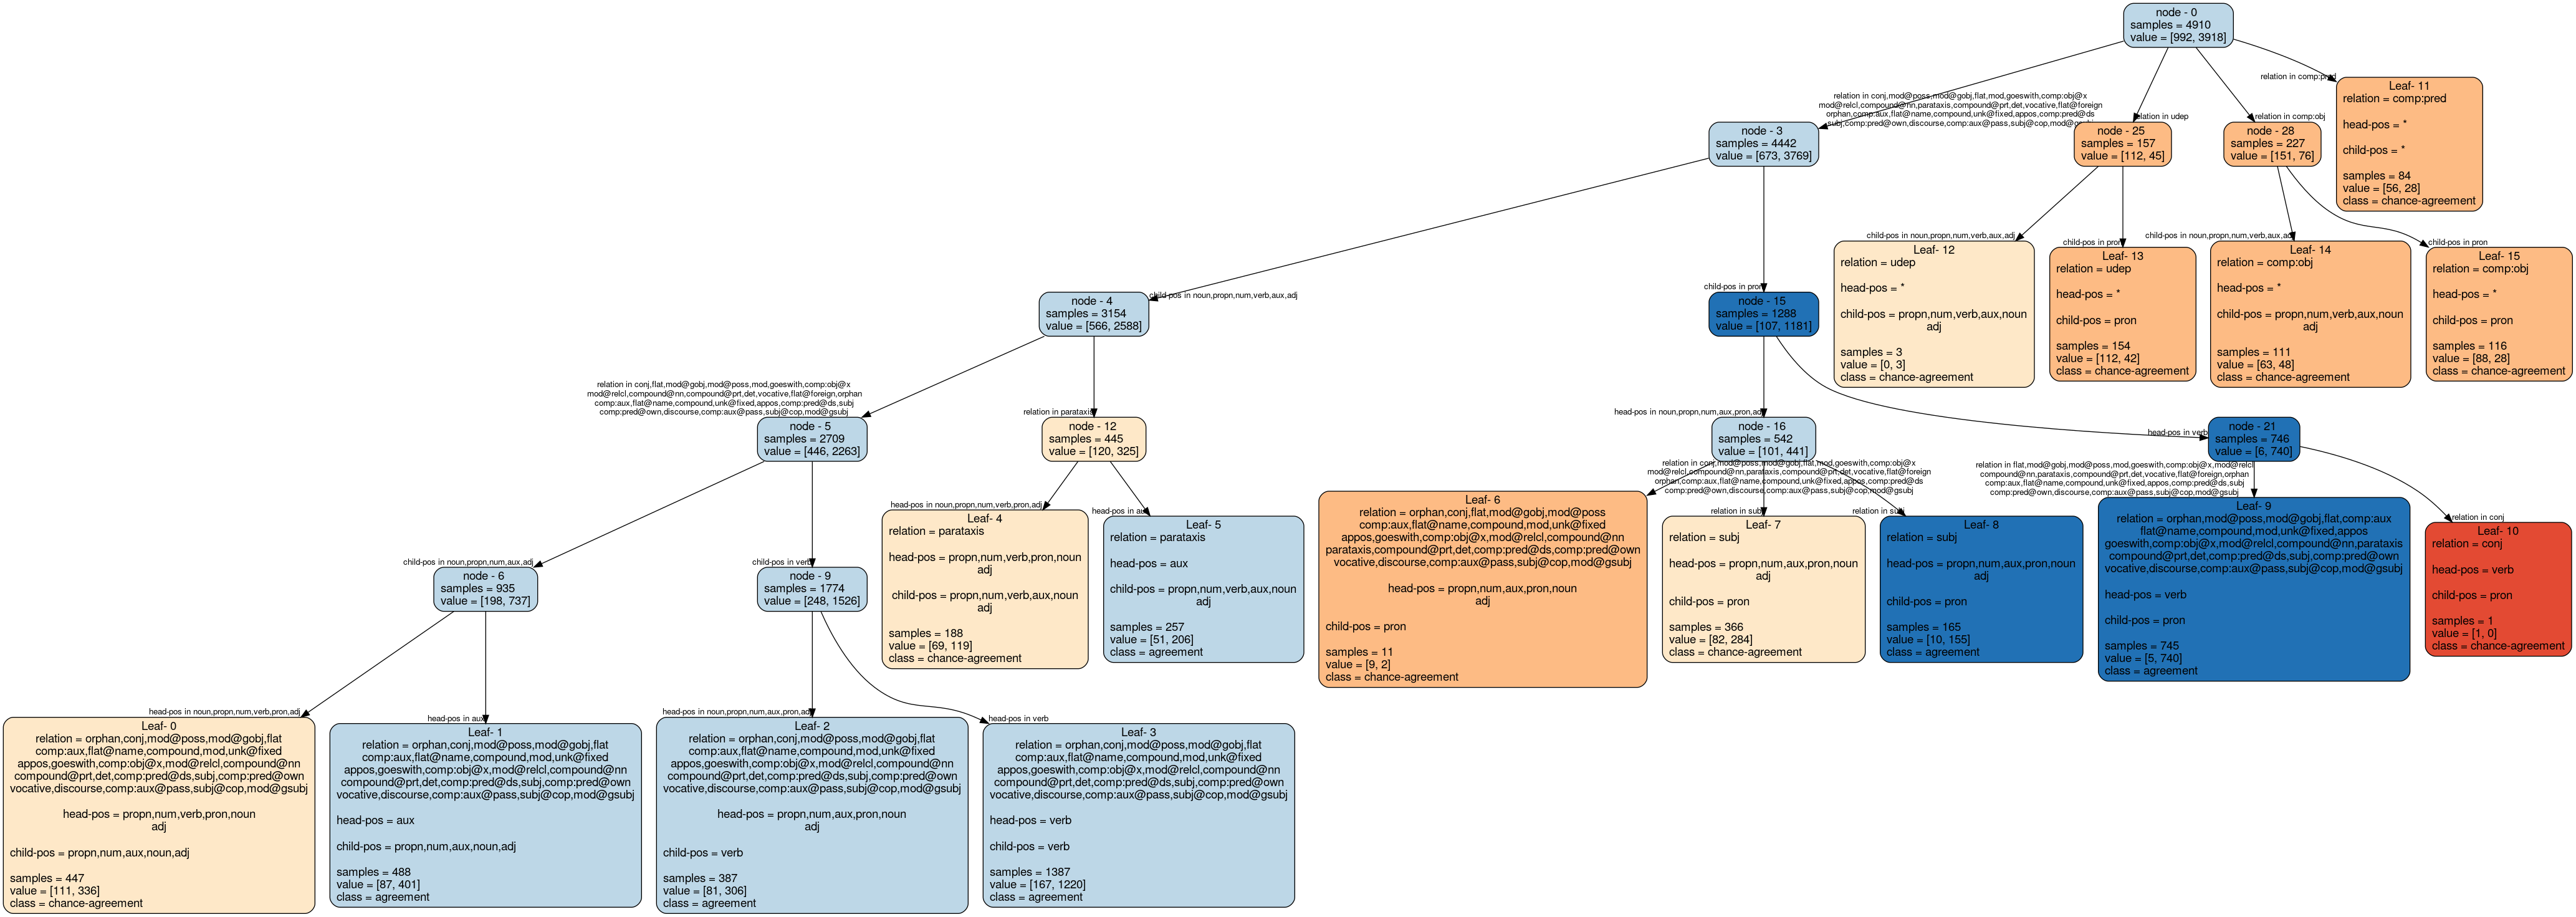 node - 0
samples = 4910
value = [992, 3918]
relation in conj,mod@poss,mod@gobj,flat,mod,goeswith,comp:obj@x
mod@relcl,compound@nn,parataxis,compound@prt,det,vocative,flat@foreign
orphan,comp:aux,flat@name,compound,unk@fixed,appos,comp:pred@ds
subj,comp:pred@own,discourse,comp:aux@pass,subj@cop,mod@gsubj
relation in udep
relation in comp:obj
relation in comp:pred
node - 3
samples = 4442
value = [673, 3769]
node - 25
samples = 157
value = [112, 45]
node - 28
samples = 227
value = [151, 76]
Leaf- 11
relation = comp:pred
head-pos = *
child-pos = *
samples = 84
value = [56, 28]
class = chance-agreement
child-pos in noun,propn,num,verb,aux,adj
child-pos in pron
child-pos in noun,propn,num,verb,aux,adj
child-pos in pron
child-pos in noun,propn,num,verb,aux,adj
child-pos in pron
node - 4
samples = 3154
value = [566, 2588]
node - 15
samples = 1288
value = [107, 1181]
Leaf- 12
relation = udep
head-pos = *
child-pos = propn,num,verb,aux,noun
adj
samples = 3
value = [0, 3]
class = chance-agreement
Leaf- 13
relation = udep
head-pos = *
child-pos = pron
samples = 154
value = [112, 42]
class = chance-agreement
Leaf- 14
relation = comp:obj
head-pos = *
child-pos = propn,num,verb,aux,noun
adj
samples = 111
value = [63, 48]
class = chance-agreement
Leaf- 15
relation = comp:obj
head-pos = *
child-pos = pron
samples = 116
value = [88, 28]
class = chance-agreement
relation in conj,flat,mod@gobj,mod@poss,mod,goeswith,comp:obj@x
mod@relcl,compound@nn,compound@prt,det,vocative,flat@foreign,orphan
comp:aux,flat@name,compound,unk@fixed,appos,comp:pred@ds,subj
comp:pred@own,discourse,comp:aux@pass,subj@cop,mod@gsubj
relation in parataxis
head-pos in noun,propn,num,aux,pron,adj
head-pos in verb
node - 5
samples = 2709
value = [446, 2263]
node - 12
samples = 445
value = [120, 325]
node - 16
samples = 542
value = [101, 441]
node - 21
samples = 746
value = [6, 740]
relation in conj,mod@poss,mod@gobj,flat,mod,goeswith,comp:obj@x
mod@relcl,compound@nn,parataxis,compound@prt,det,vocative,flat@foreign
orphan,comp:aux,flat@name,compound,unk@fixed,appos,comp:pred@ds
comp:pred@own,discourse,comp:aux@pass,subj@cop,mod@gsubj
relation in subj
relation in subj
relation in flat,mod@gobj,mod@poss,mod,goeswith,comp:obj@x,mod@relcl
compound@nn,parataxis,compound@prt,det,vocative,flat@foreign,orphan
comp:aux,flat@name,compound,unk@fixed,appos,comp:pred@ds,subj
comp:pred@own,discourse,comp:aux@pass,subj@cop,mod@gsubj
relation in conj
head-pos in noun,propn,num,verb,pron,adj
head-pos in aux
Leaf- 4
relation = parataxis
head-pos = propn,num,verb,pron,noun
adj
child-pos = propn,num,verb,aux,noun
adj
samples = 188
value = [69, 119]
class = chance-agreement
Leaf- 5
relation = parataxis
head-pos = aux
child-pos = propn,num,verb,aux,noun
adj
samples = 257
value = [51, 206]
class = agreement
Leaf- 6
relation = orphan,conj,flat,mod@gobj,mod@poss
comp:aux,flat@name,compound,mod,unk@fixed
appos,goeswith,comp:obj@x,mod@relcl,compound@nn
parataxis,compound@prt,det,comp:pred@ds,comp:pred@own
vocative,discourse,comp:aux@pass,subj@cop,mod@gsubj
head-pos = propn,num,aux,pron,noun
adj
child-pos = pron
samples = 11
value = [9, 2]
class = chance-agreement
Leaf- 7
relation = subj
head-pos = propn,num,aux,pron,noun
adj
child-pos = pron
samples = 366
value = [82, 284]
class = chance-agreement
Leaf- 8
relation = subj
head-pos = propn,num,aux,pron,noun
adj
child-pos = pron
samples = 165
value = [10, 155]
class = agreement
Leaf- 9
relation = orphan,mod@poss,mod@gobj,flat,comp:aux
flat@name,compound,mod,unk@fixed,appos
goeswith,comp:obj@x,mod@relcl,compound@nn,parataxis
compound@prt,det,comp:pred@ds,subj,comp:pred@own
vocative,discourse,comp:aux@pass,subj@cop,mod@gsubj
head-pos = verb
child-pos = pron
samples = 745
value = [5, 740]
class = agreement
Leaf- 10
relation = conj
head-pos = verb
child-pos = pron
samples = 1
value = [1, 0]
class = chance-agreement
child-pos in noun,propn,num,aux,adj
child-pos in verb
node - 6
samples = 935
value = [198, 737]
node - 9
samples = 1774
value = [248, 1526]
head-pos in noun,propn,num,verb,pron,adj
head-pos in aux
head-pos in noun,propn,num,aux,pron,adj
head-pos in verb
Leaf- 0
relation = orphan,conj,mod@poss,mod@gobj,flat
comp:aux,flat@name,compound,mod,unk@fixed
appos,goeswith,comp:obj@x,mod@relcl,compound@nn
compound@prt,det,comp:pred@ds,subj,comp:pred@own
vocative,discourse,comp:aux@pass,subj@cop,mod@gsubj
head-pos = propn,num,verb,pron,noun
adj
child-pos = propn,num,aux,noun,adj
samples = 447
value = [111, 336]
class = chance-agreement
Leaf- 1
relation = orphan,conj,mod@poss,mod@gobj,flat
comp:aux,flat@name,compound,mod,unk@fixed
appos,goeswith,comp:obj@x,mod@relcl,compound@nn
compound@prt,det,comp:pred@ds,subj,comp:pred@own
vocative,discourse,comp:aux@pass,subj@cop,mod@gsubj
head-pos = aux
child-pos = propn,num,aux,noun,adj
samples = 488
value = [87, 401]
class = agreement
Leaf- 2
relation = orphan,conj,mod@poss,mod@gobj,flat
comp:aux,flat@name,compound,mod,unk@fixed
appos,goeswith,comp:obj@x,mod@relcl,compound@nn
compound@prt,det,comp:pred@ds,subj,comp:pred@own
vocative,discourse,comp:aux@pass,subj@cop,mod@gsubj
head-pos = propn,num,aux,pron,noun
adj
child-pos = verb
samples = 387
value = [81, 306]
class = agreement
Leaf- 3
relation = orphan,conj,mod@poss,mod@gobj,flat
comp:aux,flat@name,compound,mod,unk@fixed
appos,goeswith,comp:obj@x,mod@relcl,compound@nn
compound@prt,det,comp:pred@ds,subj,comp:pred@own
vocative,discourse,comp:aux@pass,subj@cop,mod@gsubj
head-pos = verb
child-pos = verb
samples = 1387
value = [167, 1220]
class = agreement